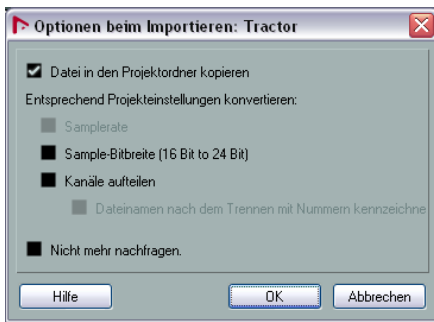 Optionen beim Importieren: Tractor
Datei in den Projektordner kopieren
Entsprechend Projekteinstellungen konvertieren:
Samplerate
Sample-Bitbreite (16 Bit to 24 Bit)
Kanäle aufteilen
Dateinamen nach dem Trennen mit Nummern kennzeichne
Nicht mehr nachfragen.
Hilfe
OK
Abbrechen